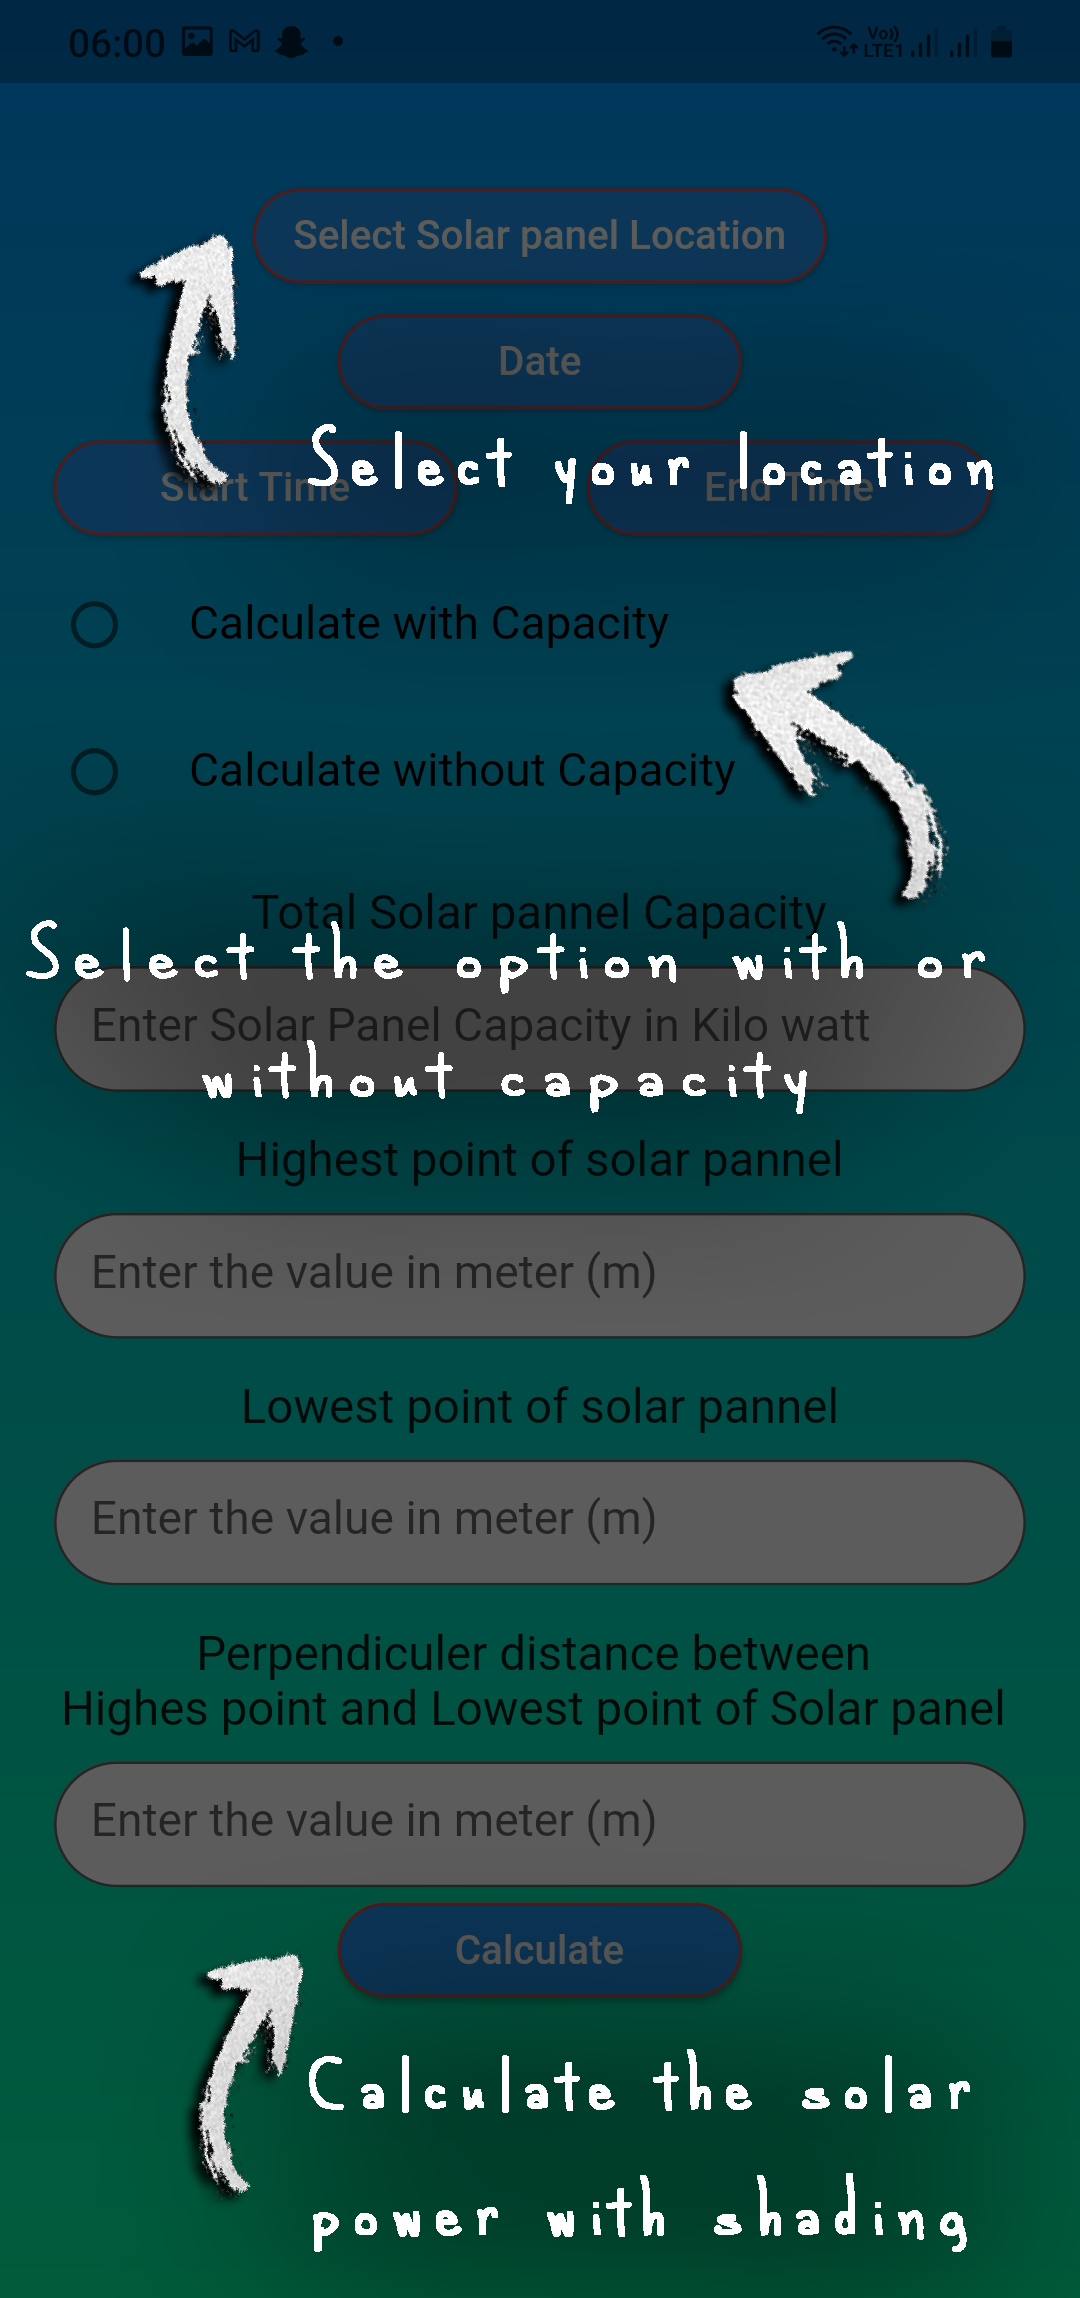 06:00
Vo))
LTE1
Select Solar panel Location
Date
Start Time
End Time
Select your location
Calculate with Capacity
Calculate without Capacity
Total Solar pannel Capacity
Select the option with or
Enter Solar Panel Capacity in Kilo watt
without capacity
Highest point of solar pannel
Enter the value in meter (m)
Lowest point of solar pannel
Enter the value in meter (m)
Perpendiculer distance between
Highes point and Lowest point of Solar panel
Enter the value in meter (m)
Calculate
Calculate the solar
power with shading